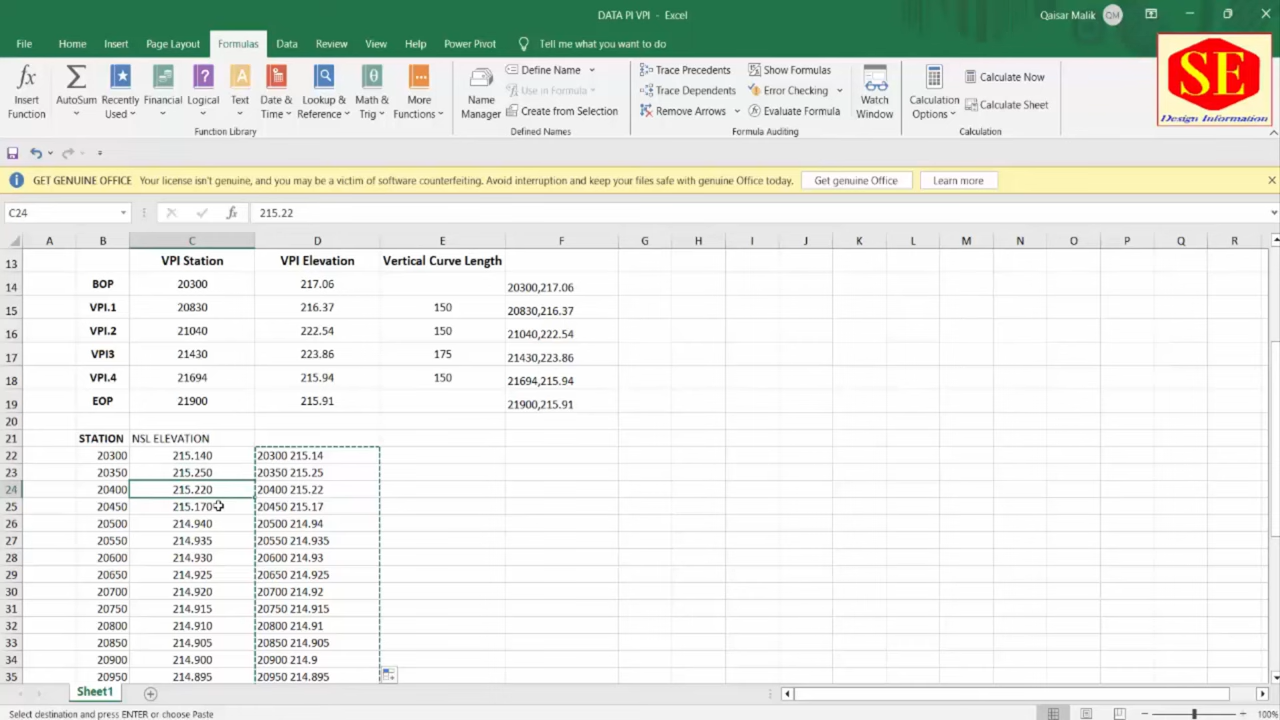 DATA PI VPI - Excel
Qaisar Malik QM
File Home Insert Page Layout Formulas Data Review View Help Power Pivot Tell me what you want to do
Insert Function
AutoSum
Recently Used
Financial
Logical
Text
Date & Time
Lookup & Reference
Math & Trig
More Functions
Function Library
Name Manager
Define Name
Use in Formula
Create from Selection
Defined Names
Trace Precedents
Trace Dependents
Remove Arrows
Show Formulas
Error Checking
Evaluate Formula
Formula Auditing
Watch Window
Calculation Options
Calculate Now
Calculate Sheet
Calculation
SE
Design Information
GET GENUINE OFFICE Your license isn't genuine, and you may be a victim of software counterfeiting. Avoid interruption and keep your files safe with genuine Office today. Get genuine Office Learn more
C24 fx 215.22
A B C D E F G H I J K L M N O P Q R
13 VPI Station VPI Elevation Vertical Curve Length
14 BOP 20300 217.06 20300,217.06
15 VPI.1 20830 216.37 150 20830,216.37
16 VPI.2 21040 222.54 150 21040,222.54
17 VPI3 21430 223.86 175 21430,223.86
18 VPI.4 21694 215.94 150 21694,215.94
19 EOP 21900 215.91 21900,215.91
20
21 STATION NSL ELEVATION
22 20300 215.140 20300 215.14
23 20350 215.250 20350 215.25
24 20400 215.220 20400 215.22
25 20450 215.170 20450 215.17
26 20500 214.940 20500 214.94
27 20550 214.935 20550 214.935
28 20600 214.930 20600 214.93
29 20650 214.925 20650 214.925
30 20700 214.920 20700 214.92
31 20750 214.915 20750 214.915
32 20800 214.910 20800 214.91
33 20850 214.905 20850 214.905
34 20900 214.900 20900 214.9
35 20950 214.895 20950 214.895
Sheet1
Select destination and press ENTER or choose Paste
100%